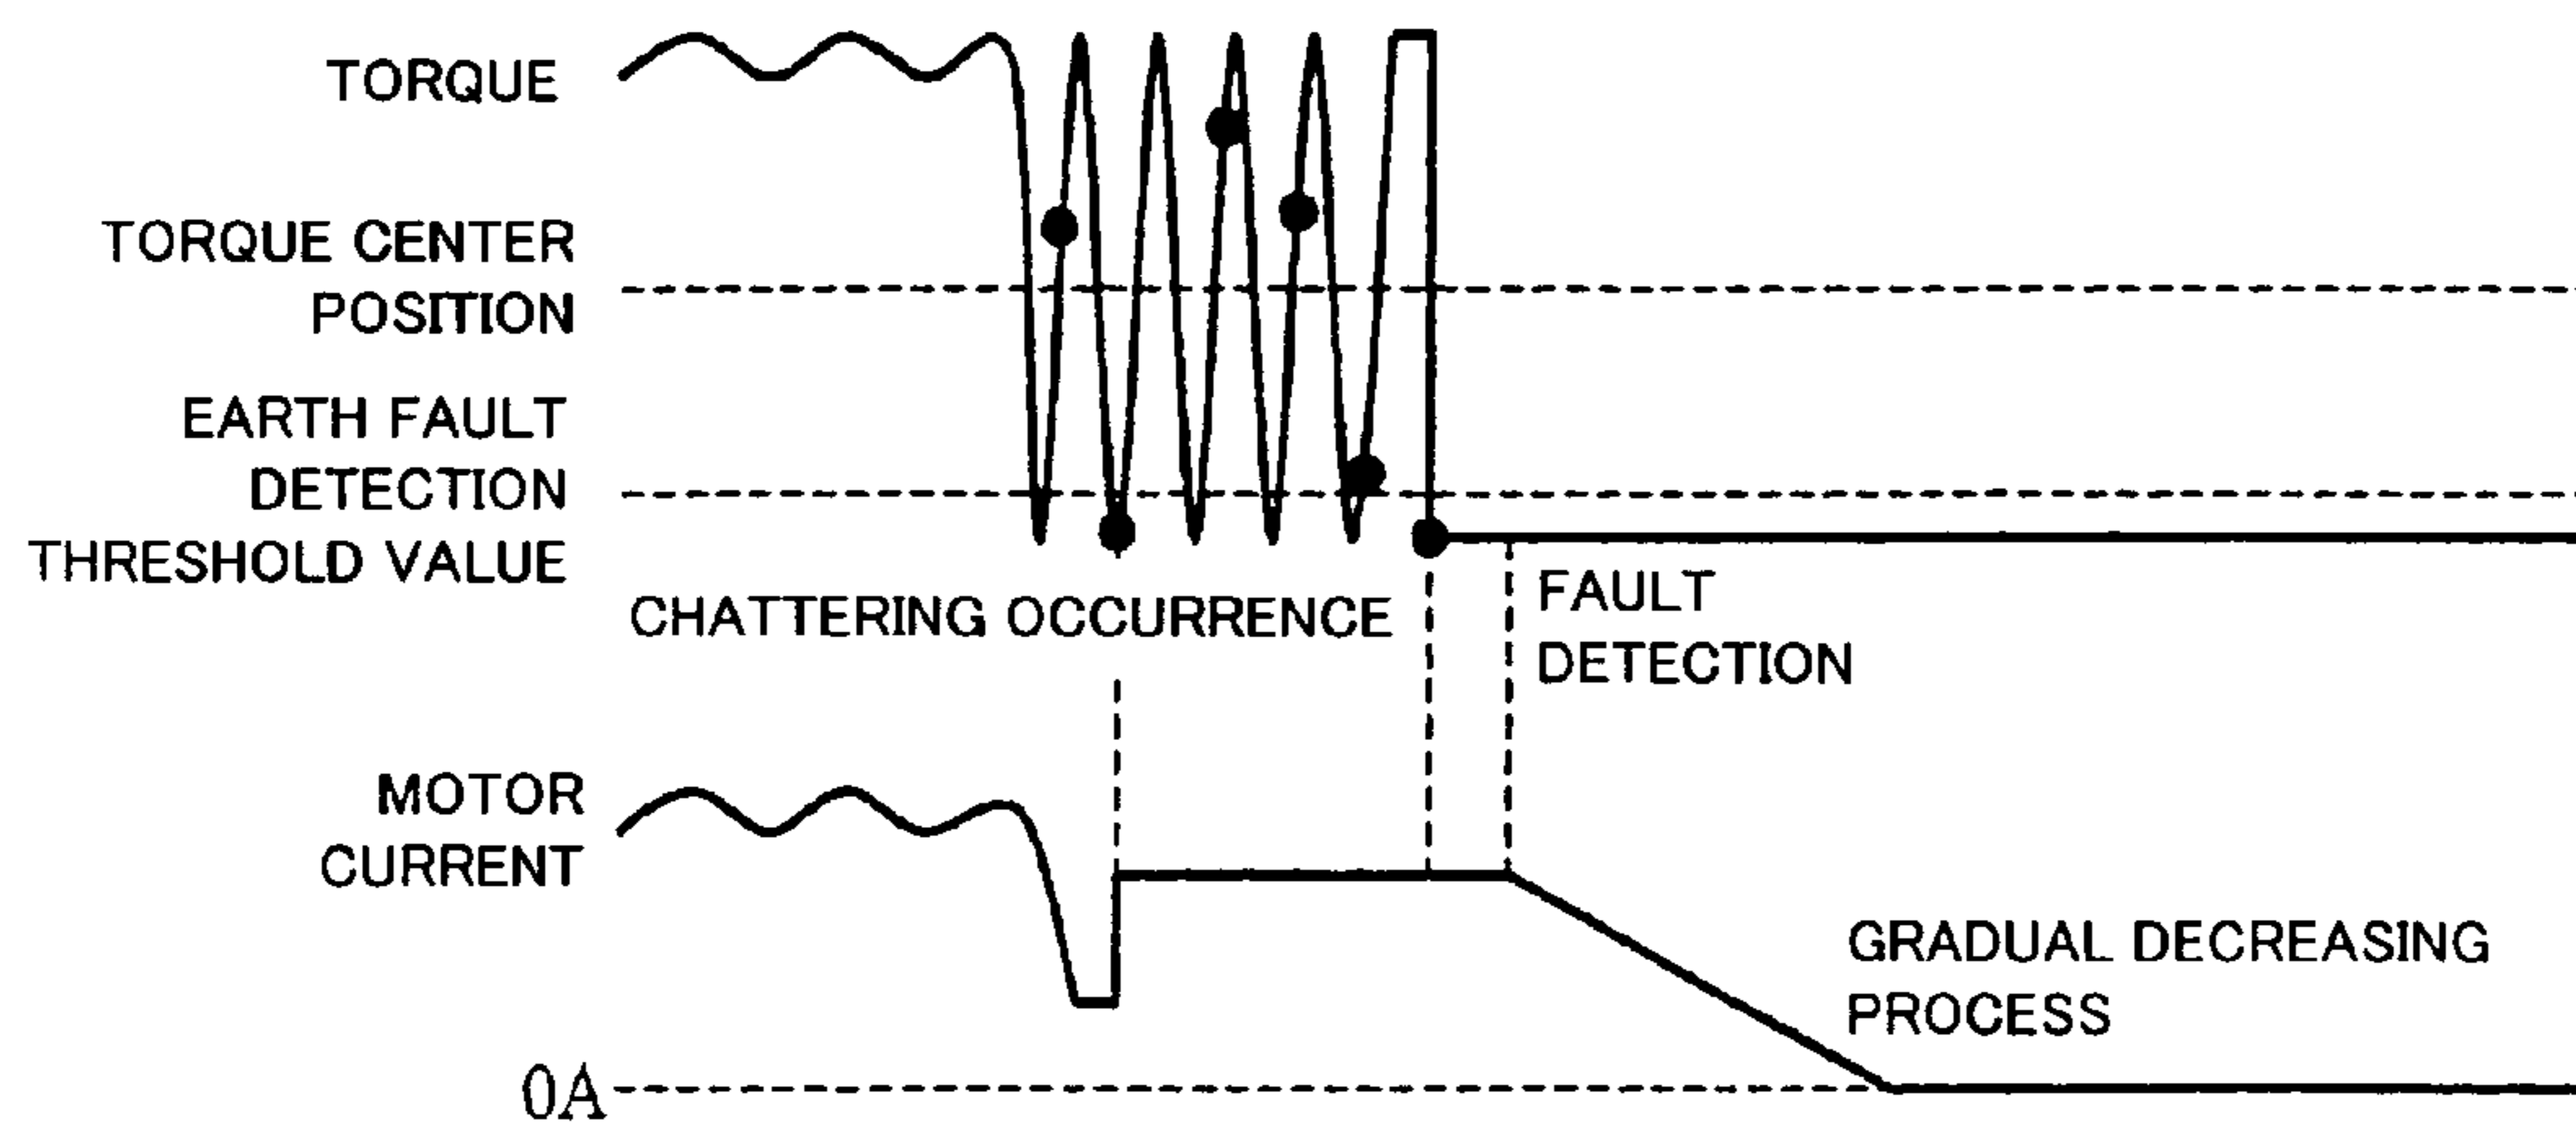 TORQUE
TORQUE CENTER
POSITION
EARTH FAULT
DETECTION
THRESHOLD VALUE
CHATTERING OCCURRENCE
FAULT
DETECTION
MOTOR
CURRENT
GRADUAL DECREASING
PROCESS
0A